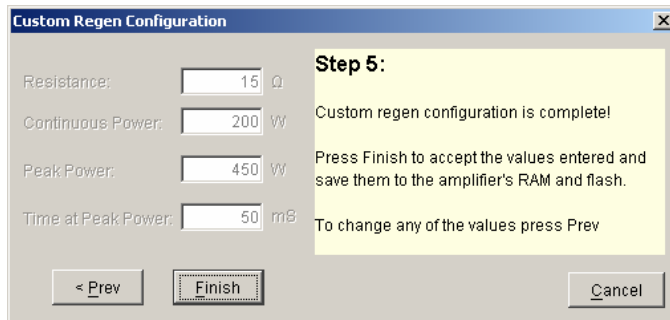 Custom Regen Configuration
Resistance: 15 Ω
Continuous Power: 200 W
Peak Power: 450 W
Time at Peak Power: 50 mS
Step 5:
Custom regen configuration is complete!
Press Finish to accept the values entered and
save them to the amplifier's RAM and flash.
To change any of the values press Prev
< Prev
Finish
Cancel